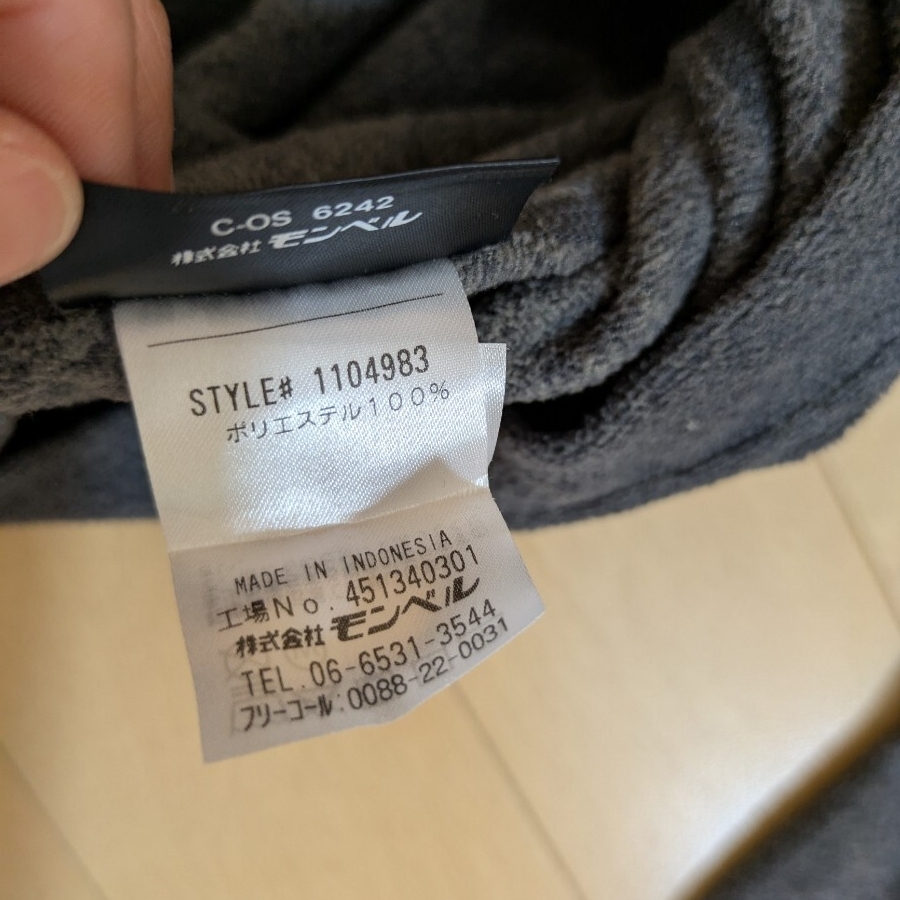 C-OS 6242
株式会社 モンベル
STYLE# 1104983
ポリエステル100%
MADE IN INDONESIA
工場No. 451340301
株式会社 モンベル
TEL.06-6531-3544
フリーコール:0088-22-0031